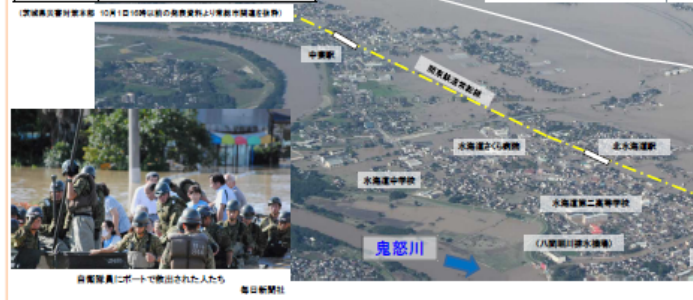 （茨城県災害対策本部　10月1日16時以前の発表資料より常総市関連を抜粋）
中妻駅
関東鉄道常総線
水海道さくら病院
北水海道駅
水海道中学校
水海道第二高等学校
鬼怒川
（八間堀川排水機場）
自衛隊員にボートで救出された人たち
毎日新聞社